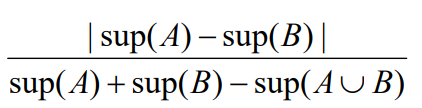 | sup(A) − sup(B) |
sup(A) + sup(B) − sup(A ∪ B)